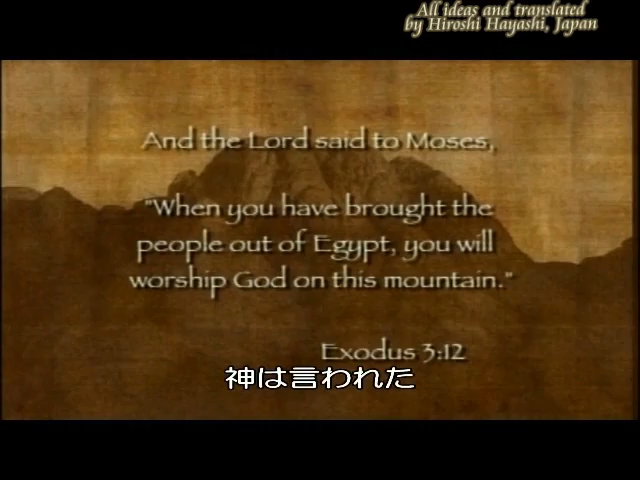 All ideas and translated
by Hiroshi Hayashi, Japan
And the Lord said to Moses,
"When you have brought the
people out of Egypt, you will
worship God on this mountain."
Exodus 3:12
神は言われた